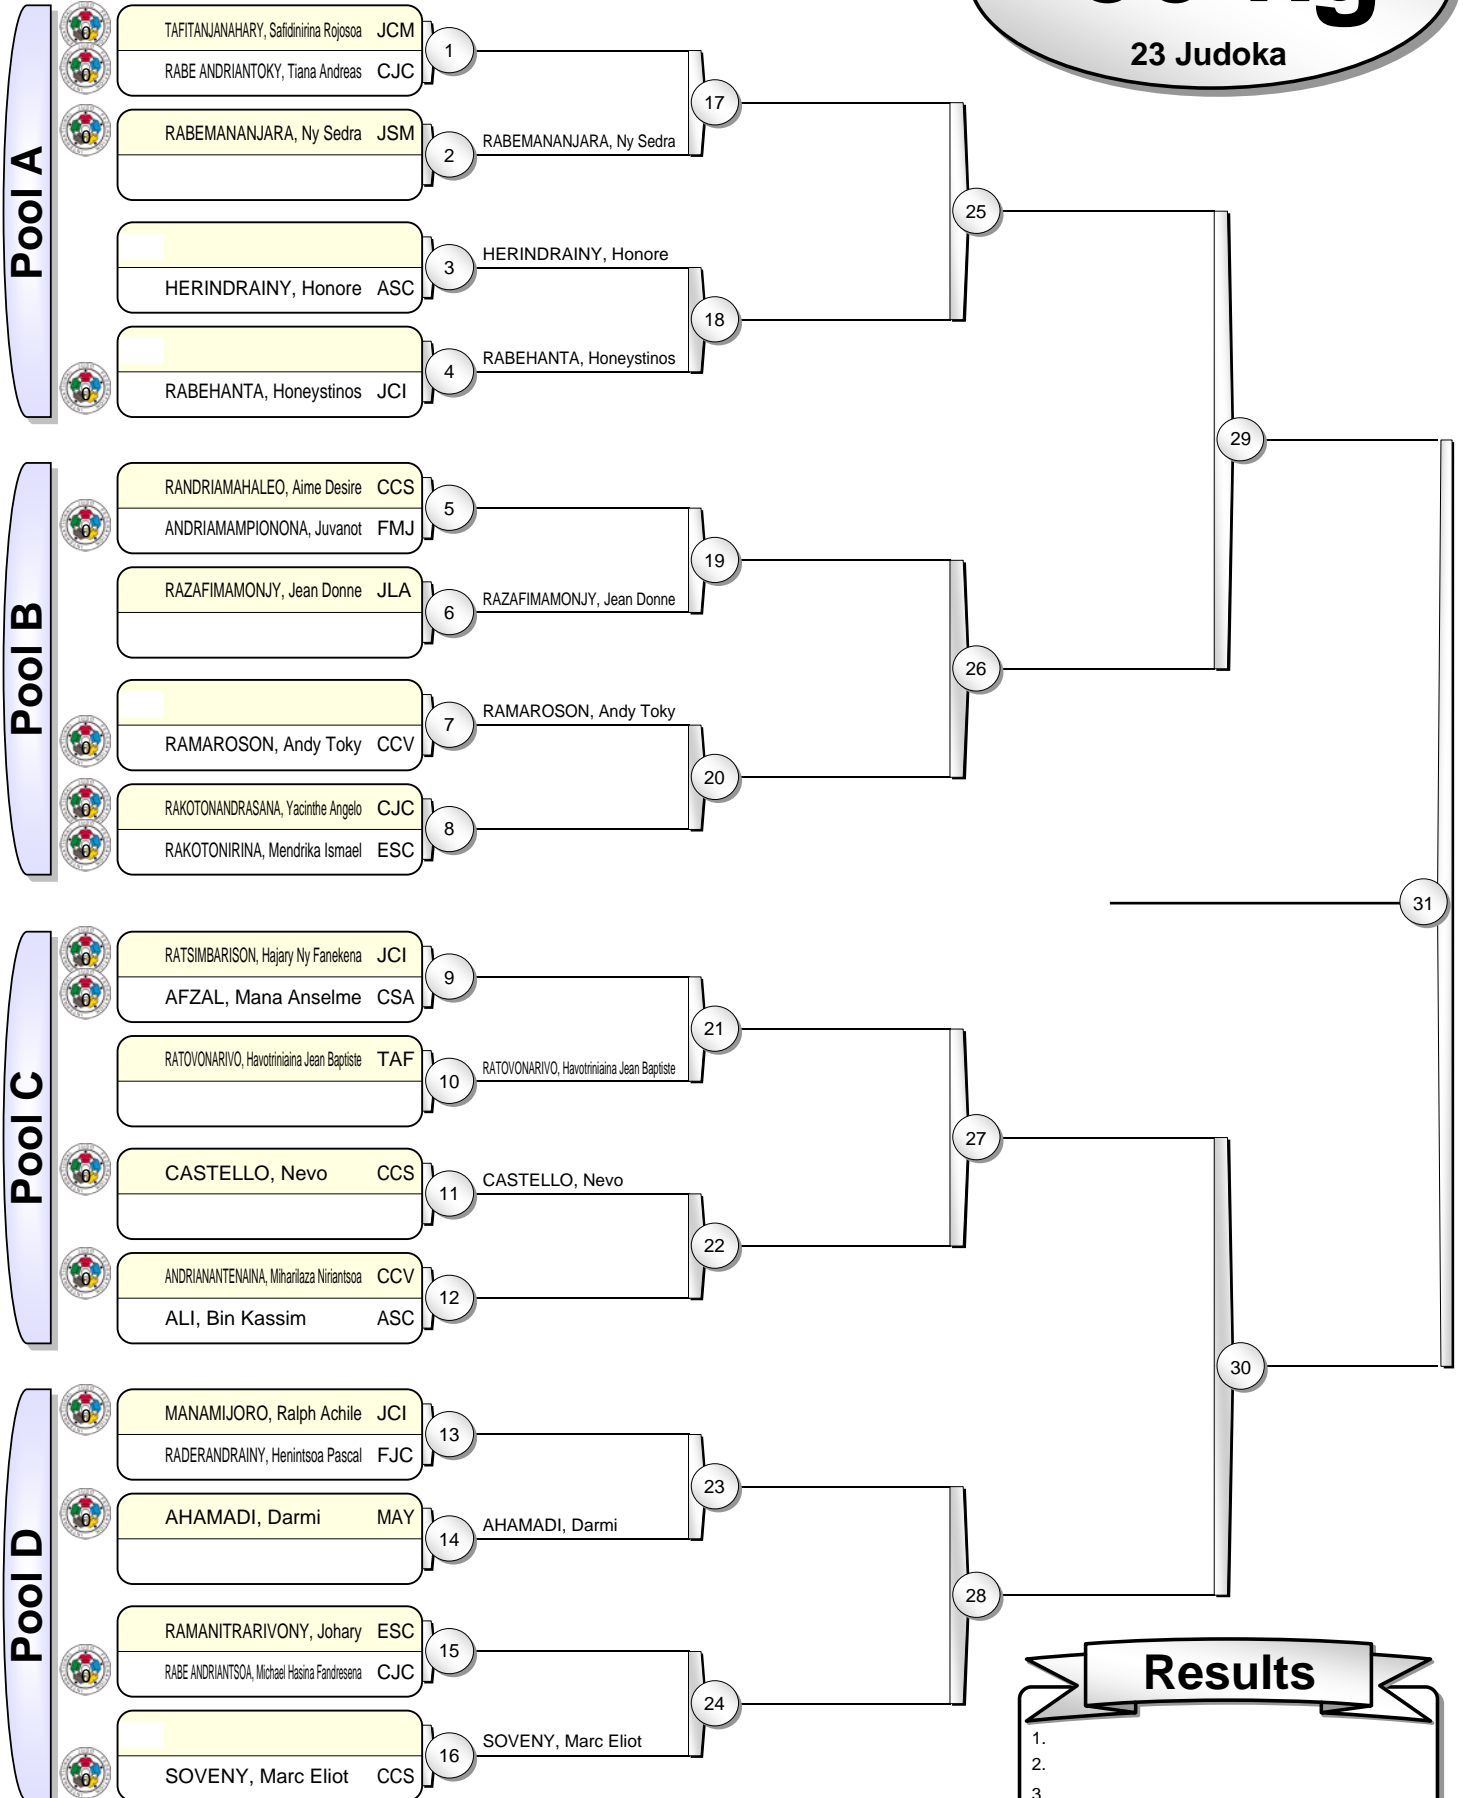 23 Judoka
Pool A
TAFITANJANAHARY, Safidinirina Rojosoa JCM
RABE ANDRIANTOKY, Tiana Andreas CJC
1
17
RABEMANANJARA, Ny Sedra JSM
2
RABEMANANJARA, Ny Sedra
25
3
HERINDRAINY, Honore
HERINDRAINY, Honore ASC
18
4
RABEHANTA, Honeystinos
RABEHANTA, Honeystinos JCI
29
Pool B
RANDRIAMAHALEO, Aime Desire CCS
ANDRIAMAMPIONONA, Juvanot FMJ
5
19
RAZAFIMAMONJY, Jean Donne JLA
6
RAZAFIMAMONJY, Jean Donne
26
7
RAMAROSON, Andy Toky
RAMAROSON, Andy Toky CCV
20
RAKOTONANDRASANA, Yacinthe Angelo CJC
RAKOTONIRINA, Mendrika Ismael ESC
8
31
Pool C
RATSIMBARISON, Hajary Ny Fanekena JCI
AFZAL, Mana Anselme CSA
9
21
RATOVONARIVO, Havotriniaina Jean Baptiste TAF
10
RATOVONARIVO, Havotriniaina Jean Baptiste
27
CASTELLO, Nevo CCS
11
CASTELLO, Nevo
22
ANDRIANANTENAINA, Miharilaza Niriantsoa CCV
ALI, Bin Kassim ASC
12
30
Pool D
MANAMIJORO, Ralph Achile JCI
RADERANDRAINY, Henintsoa Pascal FJC
13
23
AHAMADI, Darmi MAY
14
AHAMADI, Darmi
28
RAMANITRARIVONY, Johary ESC
RABE ANDRIANTSOA, Michael Hasina Fandresena CJC
15
24
16
SOVENY, Marc Eliot
SOVENY, Marc Eliot CCS
Results
1.
2.
3